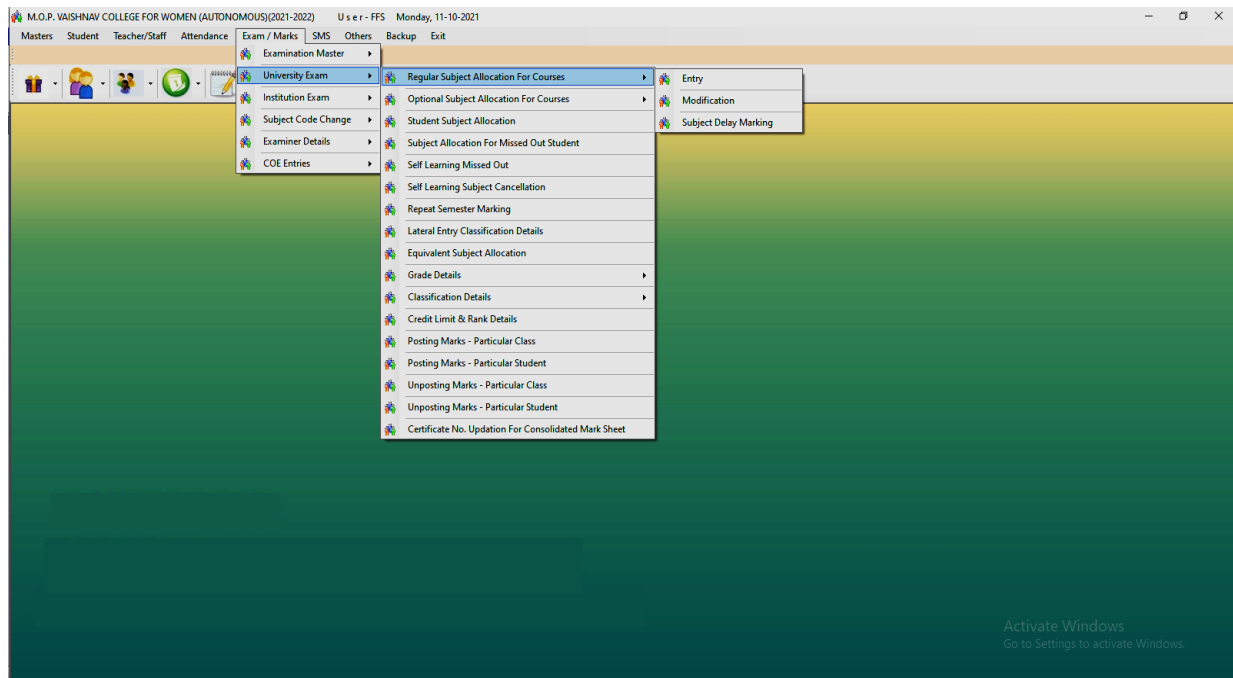 M.O.P. VAISHNAV COLLEGE FOR WOMEN (AUTONOMOUS)(2021-2022) U s e r - FFS Monday, 11-10-2021
Masters Student Teacher/Staff Attendance Exam / Marks SMS Others Backup Exit
Examination Master
University Exam
Institution Exam
Subject Code Change
Examiner Details
COE Entries
Regular Subject Allocation For Courses
Optional Subject Allocation For Courses
Student Subject Allocation
Subject Allocation For Missed Out Student
Self Learning Missed Out
Self Learning Subject Cancellation
Repeat Semester Marking
Lateral Entry Classification Details
Equivalent Subject Allocation
Grade Details
Classification Details
Credit Limit & Rank Details
Posting Marks - Particular Class
Posting Marks - Particular Student
Unposting Marks - Particular Class
Unposting Marks - Particular Student
Certificate No. Updation For Consolidated Mark Sheet
Entry
Modification
Subject Delay Marking
Activate Windows
Go to Settings to activate Windows.